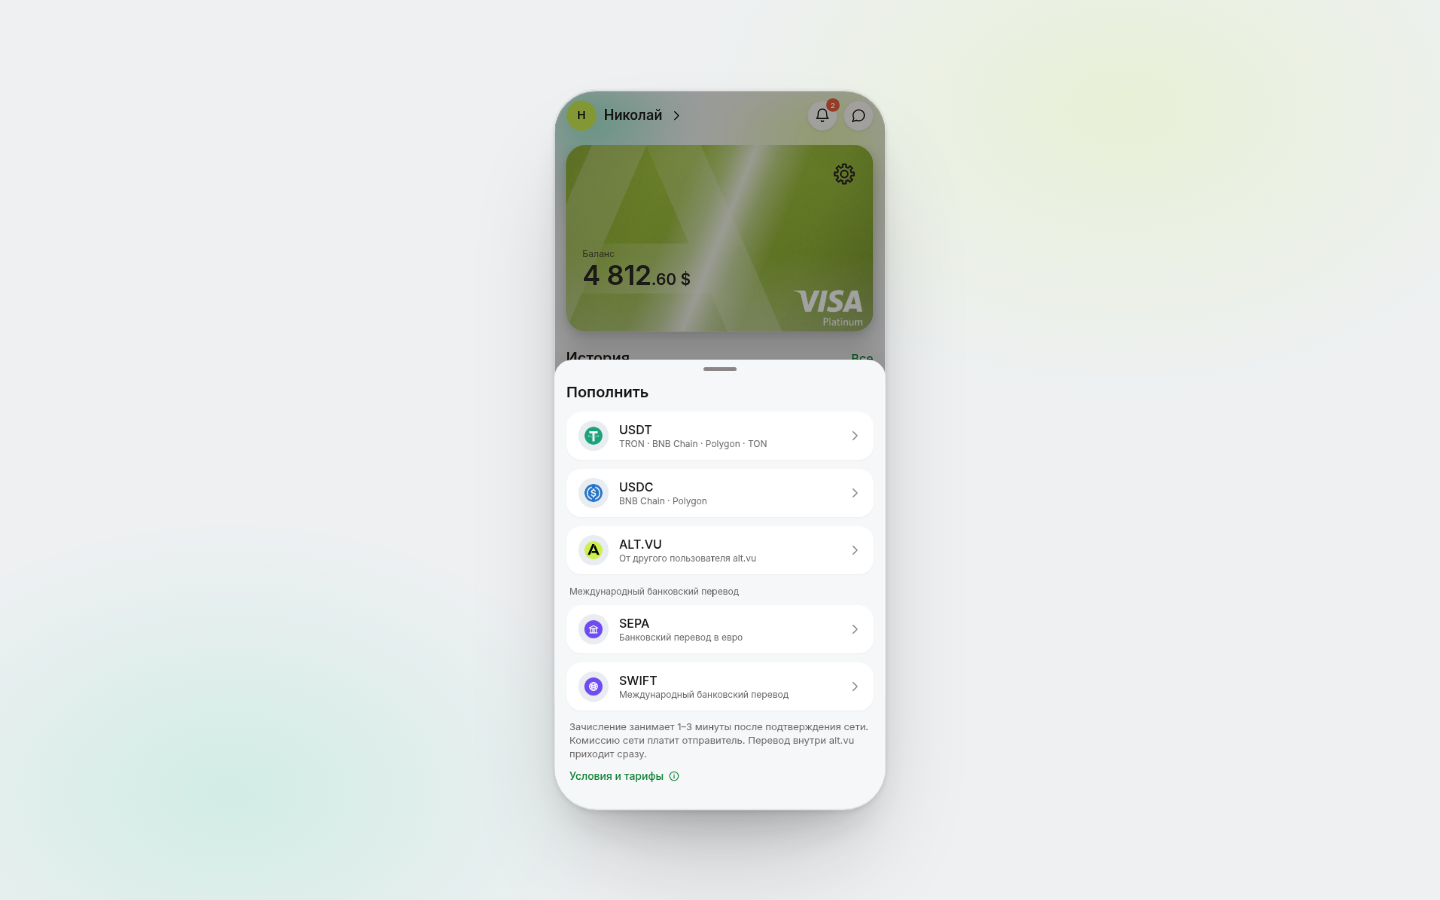 Н
Николай
2
Баланс
4 812.60 $
VISA
Platinum
История
Все
Пополнить
USDT
TRON · BNB Chain · Polygon · TON
USDC
BNB Chain · Polygon
ALT.VU
От другого пользователя alt.vu
Международный банковский перевод
SEPA
Банковский перевод в евро
SWIFT
Международный банковский перевод
Зачисление занимает 1–3 минуты после подтверждения сети.
Комиссию сети платит отправитель. Перевод внутри alt.vu
приходит сразу.
Условия и тарифы